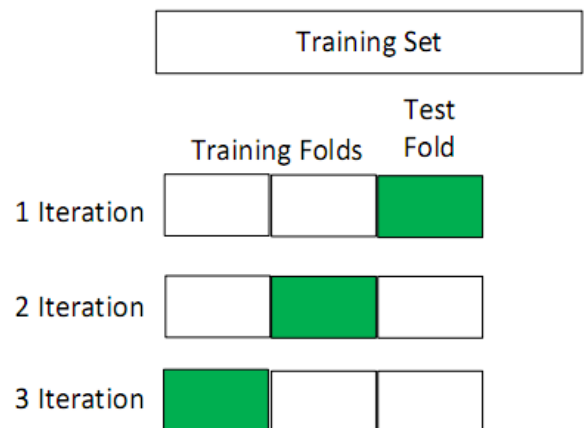 Training Set
Test
Fold
Training Folds
1 Iteration
2 Iteration
3 Iteration